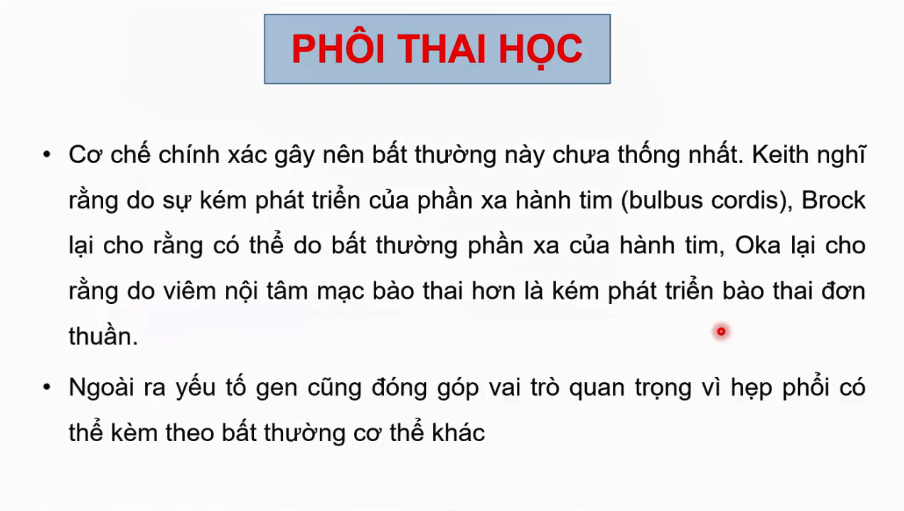 PHÔI THAI HỌC
• Cơ chế chính xác gây nên bất thường này chưa thống nhất. Keith nghĩ
rằng do sự kém phát triển của phần xa hành tim (bulbus cordis), Brock
lại cho rằng có thể do bất thường phần xa của hành tim, Oka lại cho
rằng do viêm nội tâm mạc bào thai hơn là kém phát triển bào thai đơn
thuần.
• Ngoài ra yếu tố gen cũng đóng góp vai trò quan trọng vì hẹp phổi có
thể kèm theo bất thường cơ thể khác